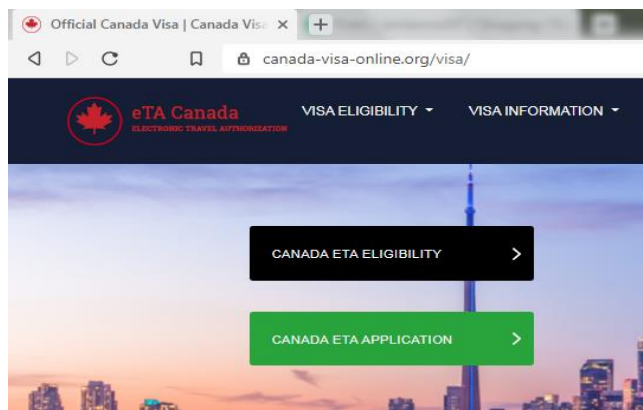 Official Canada Visa | Canada Vis
canada-visa-online.org/visa/
eTA Canada
ELECTRONIC TRAVEL AUTHORIZATION
VISA ELIGIBILITY
VISA INFORMATION
CANADA ETA ELIGIBILITY
CANADA ETA APPLICATION